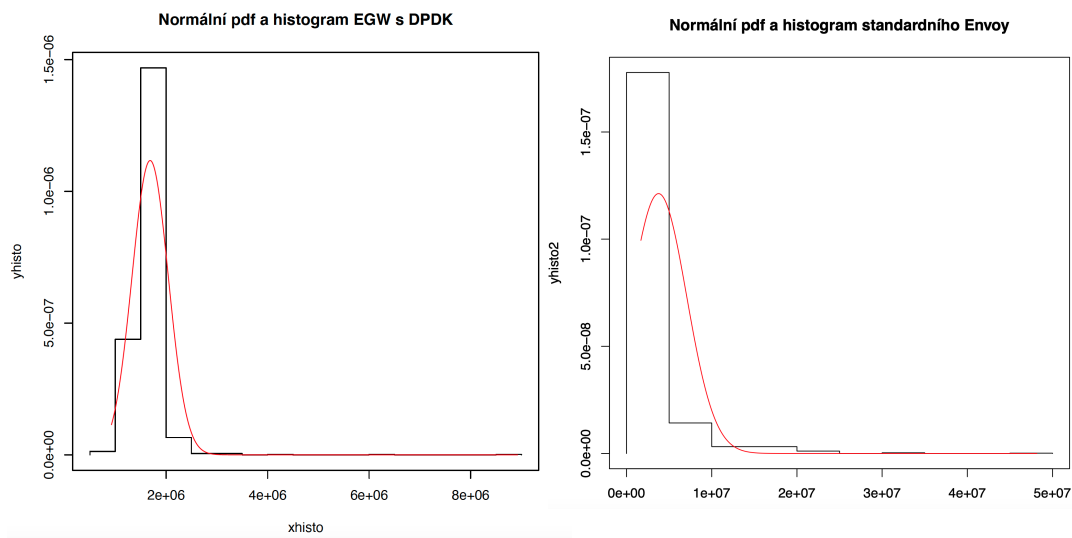 Normální pdf a histogram EGW s DPDK
yhisto
1.5e−06
1.0e−06
5.0e−07
0.0e+00
2e+06 4e+06 6e+06 8e+06
xhisto
Normální pdf a histogram standardního Envoy
yhisto2
1.5e−07
1.0e−07
5.0e−08
0.0e+00
0e+00 1e+07 2e+07 3e+07 4e+07 5e+07